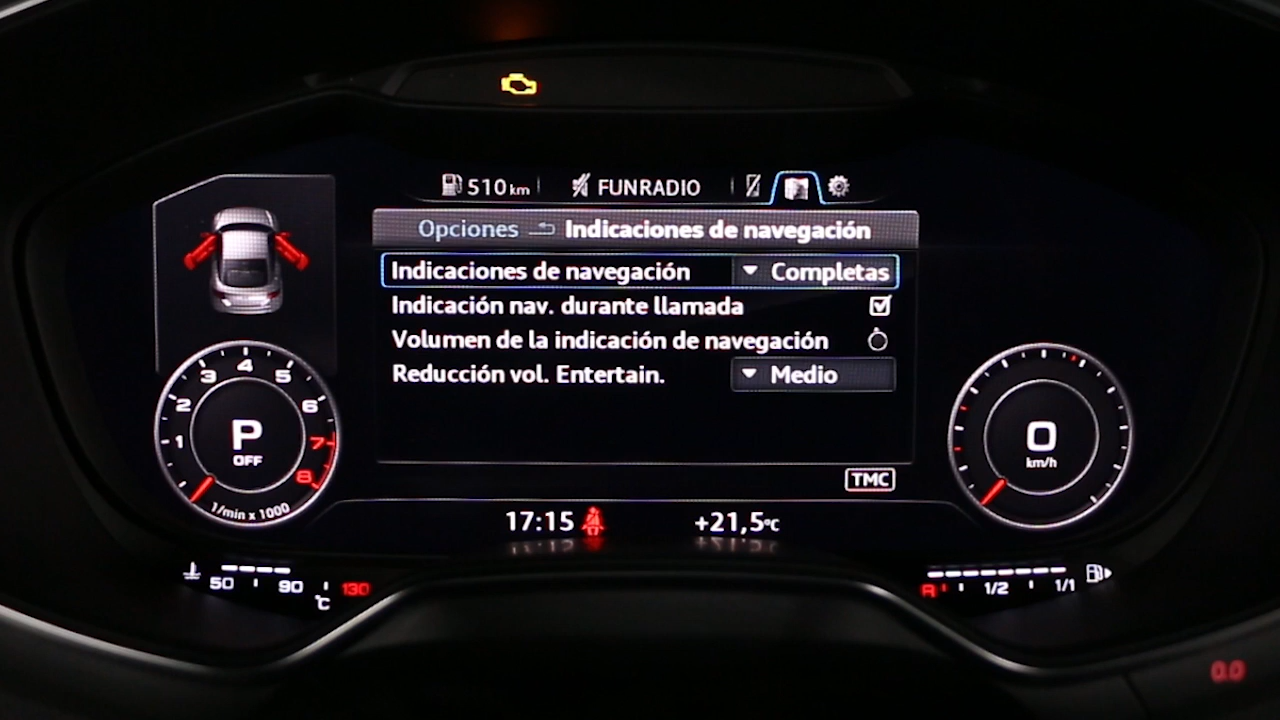 510 km FUNRADIO
Opciones Indicaciones de navegación
Indicaciones de navegación Completas
Indicación nav. durante llamada
Volumen de la indicación de navegación
Reducción vol. Entertain. Medio
TMC
1 2 3 4 5 6 7 8
P
OFF
1/min x 1000
0
km/h
17:15 +21,5°C
50 90 130
°C
R 1/2 1/1
0.0